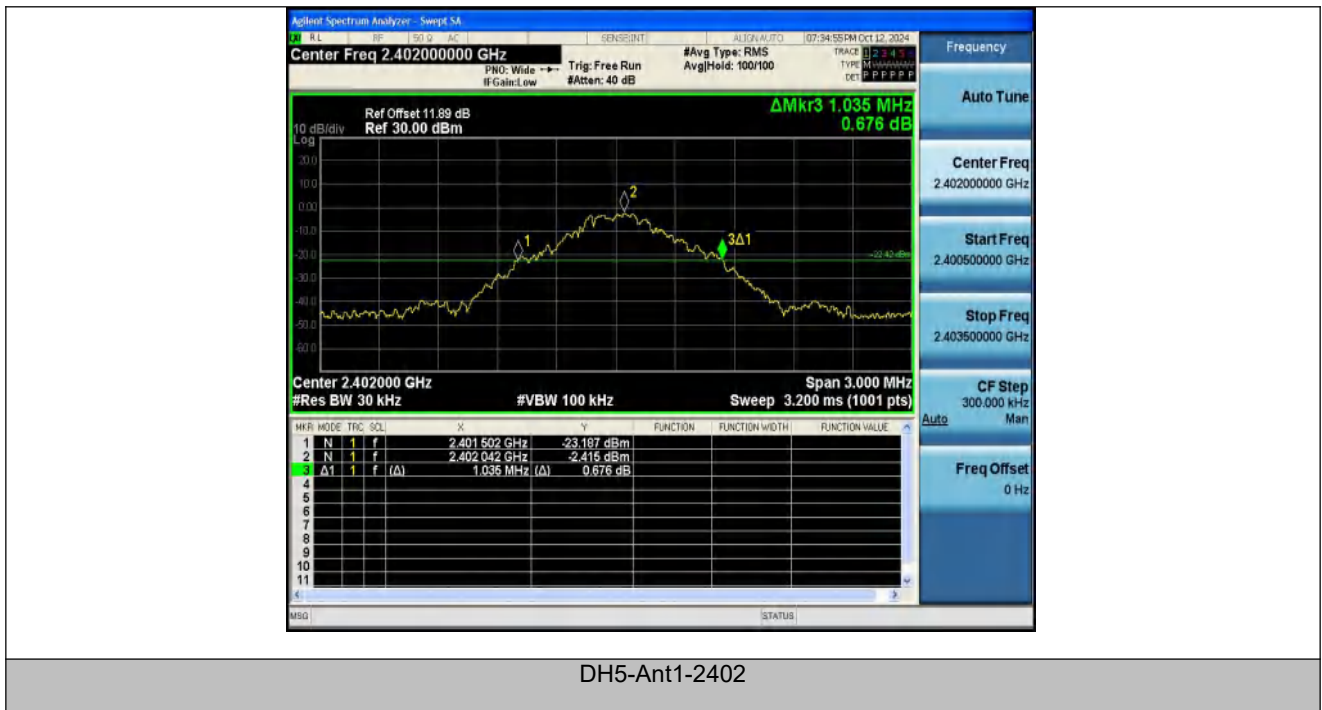 Agilent Spectrum Analyzer - Swept SA
LXI RL RF 50 Ω AC SENSE:INT ALIGN AUTO 07:34:55 PM Oct 12, 2024
Center Freq 2.402000000 GHz
PNO: Wide
IFGain:Low
Trig: Free Run
#Atten: 40 dB
#Avg Type: RMS
Avg|Hold: 100/100
TRACE 1 2 3 4 5 6
TYPE M
DET P P P P P P
Ref Offset 11.89 dB
10 dB/div Ref 30.00 dBm
Log
ΔMkr3 1.035 MHz
0.676 dB
20.0
10.0
0.00
-10.0
-20.0
-30.0
-40.0
-50.0
-60.0
1
2
3Δ1
-22.42 dBm
Center 2.402000 GHz Span 3.000 MHz
#Res BW 30 kHz #VBW 100 kHz Sweep 3.200 ms (1001 pts)
MKR MODE TRC SCL X Y FUNCTION FUNCTION WIDTH FUNCTION VALUE
1 N 1 f 2.401 502 GHz -23.187 dBm
2 N 1 f 2.402 042 GHz -2.415 dBm
3 Δ1 1 f (Δ) 1.035 MHz (Δ) 0.676 dB
4
5
6
7
8
9
10
11
MSG STATUS
Frequency
Auto Tune
Center Freq
2.402000000 GHz
Start Freq
2.400500000 GHz
Stop Freq
2.403500000 GHz
CF Step
300.000 kHz
Auto Man
Freq Offset
0 Hz
DH5-Ant1-2402